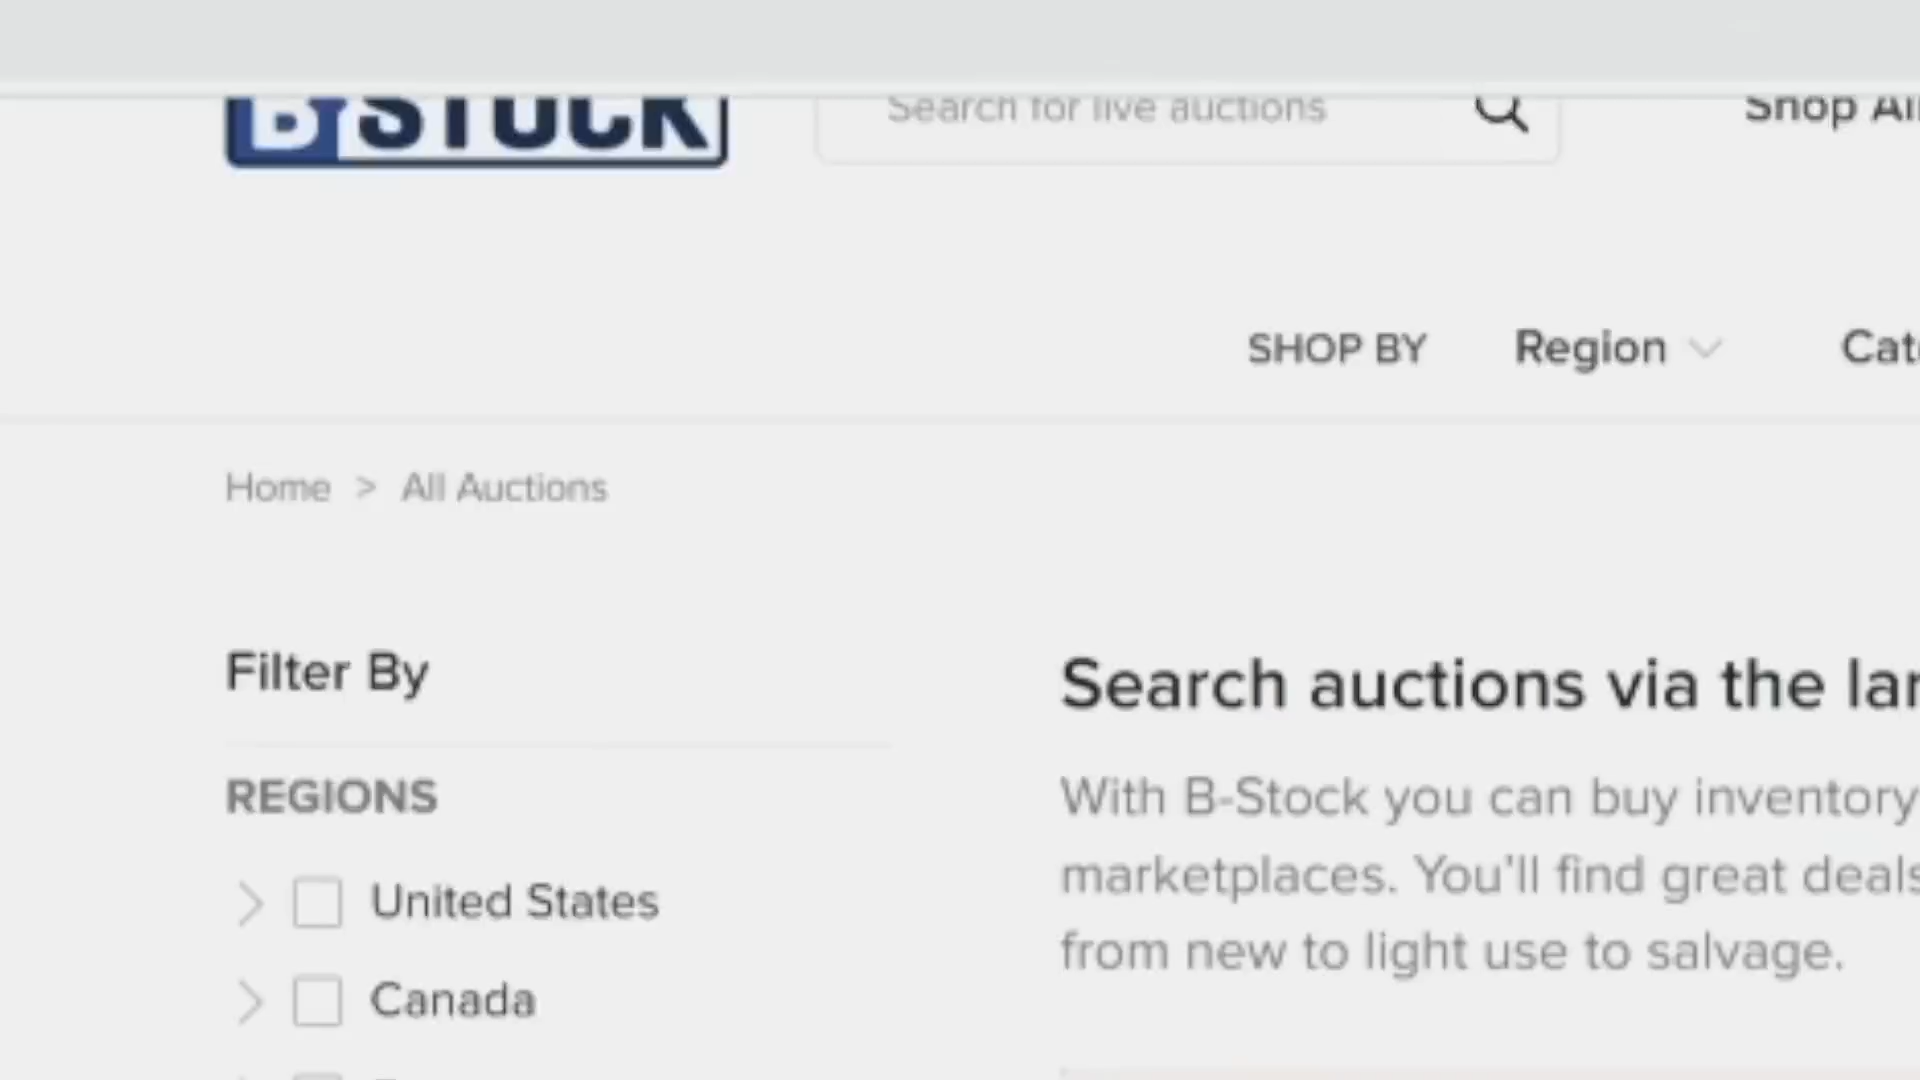 B STOCK
Search for live auctions
Shop All
SHOP BY Region
Home > All Auctions
Filter By
REGIONS
United States
Canada
Search auctions via the
With B-Stock you can buy inventory
marketplaces. You'll find great deals
from new to light use to salvage.